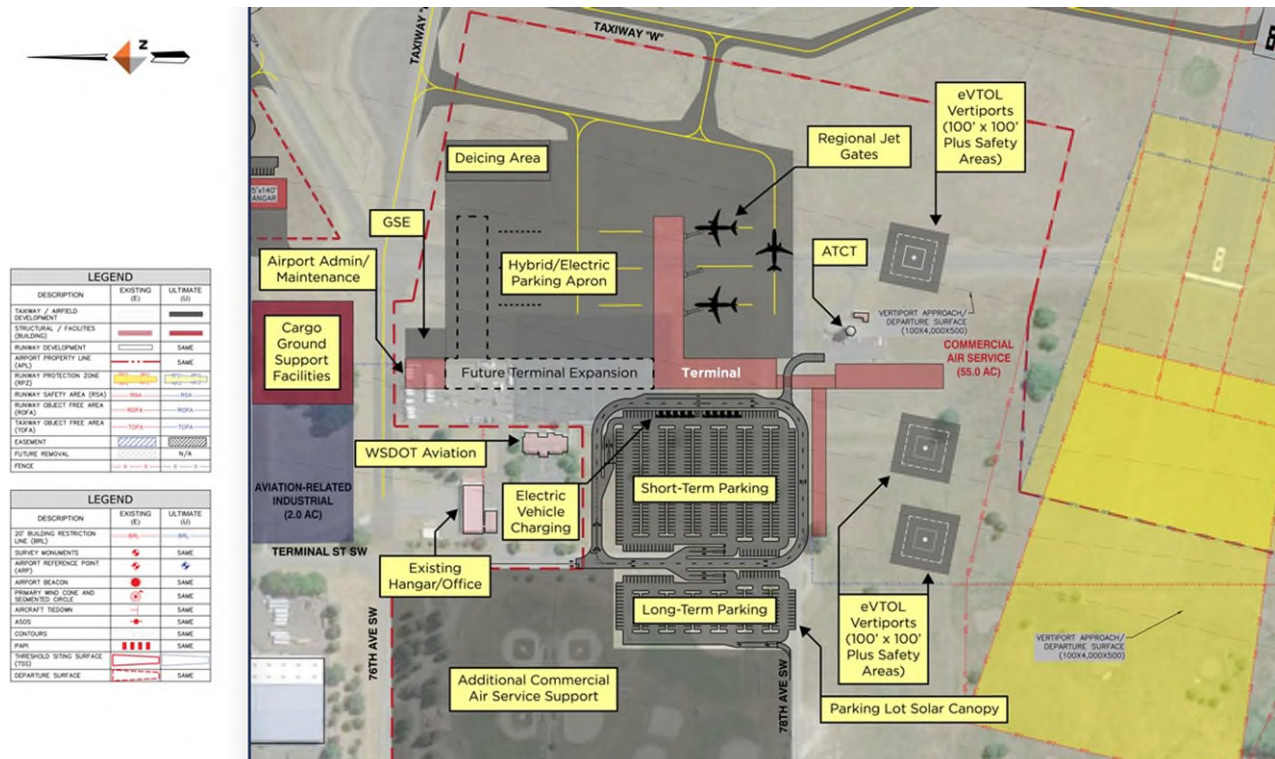 Z
LEGEND
DESCRIPTION
EXISTING
(E)
ULTIMATE
(U)
TAXIWAY / AIRFIELD
DEVELOPMENT
STRUCTURAL / FACILITIES
(BUILDING)
RUNWAY DEVELOPMENT
SAME
AIRPORT PROPERTY LINE
(APL)
SAME
RUNWAY PROTECTION ZONE
(RPZ)
RUNWAY SAFETY AREA (RSA)
RSA
RSA
RUNWAY OBJECT FREE AREA
(ROFA)
ROFA
ROFA
TAXIWAY OBJECT FREE AREA
(TOFA)
TOFA
TOFA
EASEMENT
FUTURE REMOVAL
N/A
FENCE
LEGEND
DESCRIPTION
EXISTING
(E)
ULTIMATE
(U)
20' BUILDING RESTRICTION
LINE (BRL)
BRL
BRL
SURVEY MONUMENTS
SAME
AIRPORT REFERENCE POINT
(ARP)
AIRPORT BEACON
SAME
PRIMARY WIND CONE AND
SEGMENTED CIRCLE
SAME
AIRCRAFT TIEDOWN
SAME
ASOS
SAME
CONTOURS
SAME
PAPI
SAME
THRESHOLD SITING SURFACE
(TSS)
DEPARTURE SURFACE
SAME
TAXIWAY
TAXIWAY "W"
8
eVTOL
Vertiports
(100' x 100'
Plus Safety
Areas)
Regional Jet
Gates
Deicing Area
GSE
ATCT
Airport Admin/
Maintenance
Hybrid/Electric
Parking Apron
8
VERTIPORT APPROACH/
DEPARTURE SURFACE
(100X4,000X500)
Cargo
Ground
Support
Facilities
COMMERCIAL
AIR SERVICE
(55.0 AC)
Future Terminal Expansion
Terminal
WSDOT Aviation
AVIATION-RELATED
INDUSTRIAL
(2.0 AC)
Electric
Vehicle
Charging
Short-Term Parking
TERMINAL ST SW
Existing
Hangar/Office
Long-Term Parking
eVTOL
Vertiports
(100' x 100'
Plus Safety
Areas)
76TH AVE SW
VERTIPORT APPROACH/
DEPARTURE SURFACE
(100X4,000X500)
Additional Commercial
Air Service Support
78TH AVE SW
Parking Lot Solar Canopy